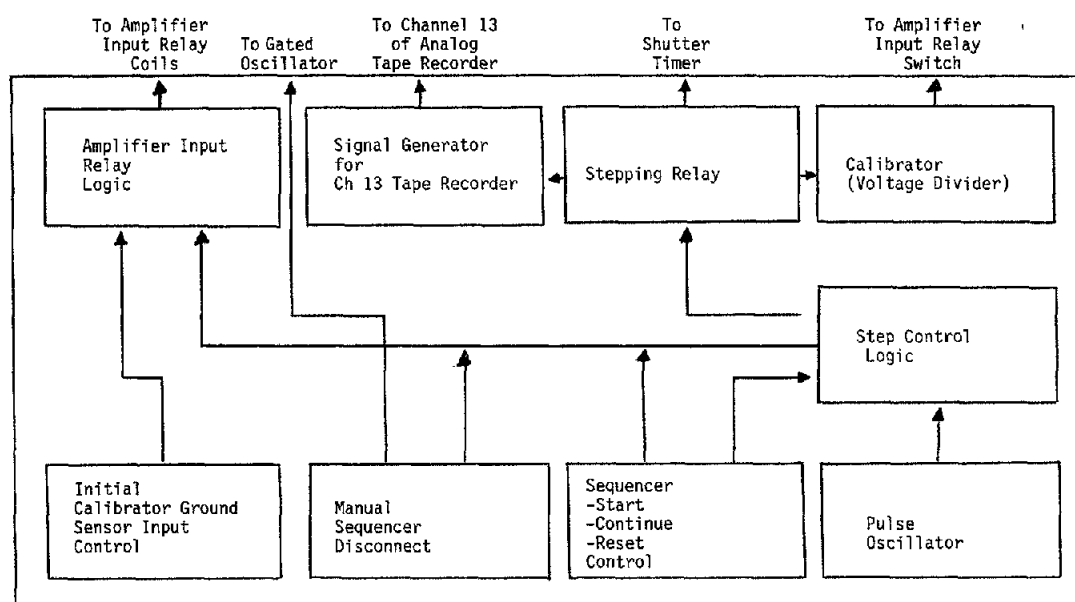 To Amplifier
Input Relay
Coils
To Gated
Oscillator
To Channel 13
of Analog
Tape Recorder
To
Shutter
Timer
To Amplifier
Input Relay
Switch
Amplifier Input
Relay
Logic
Signal Generator
for
Ch 13 Tape Recorder
Stepping Relay
Calibrator
(Voltage Divider)
Step Control
Logic
Initial
Calibrator Ground
Sensor Input
Control
Manual
Sequencer
Disconnect
Sequencer
-Start
-Continue
-Reset
Control
Pulse
Oscillator